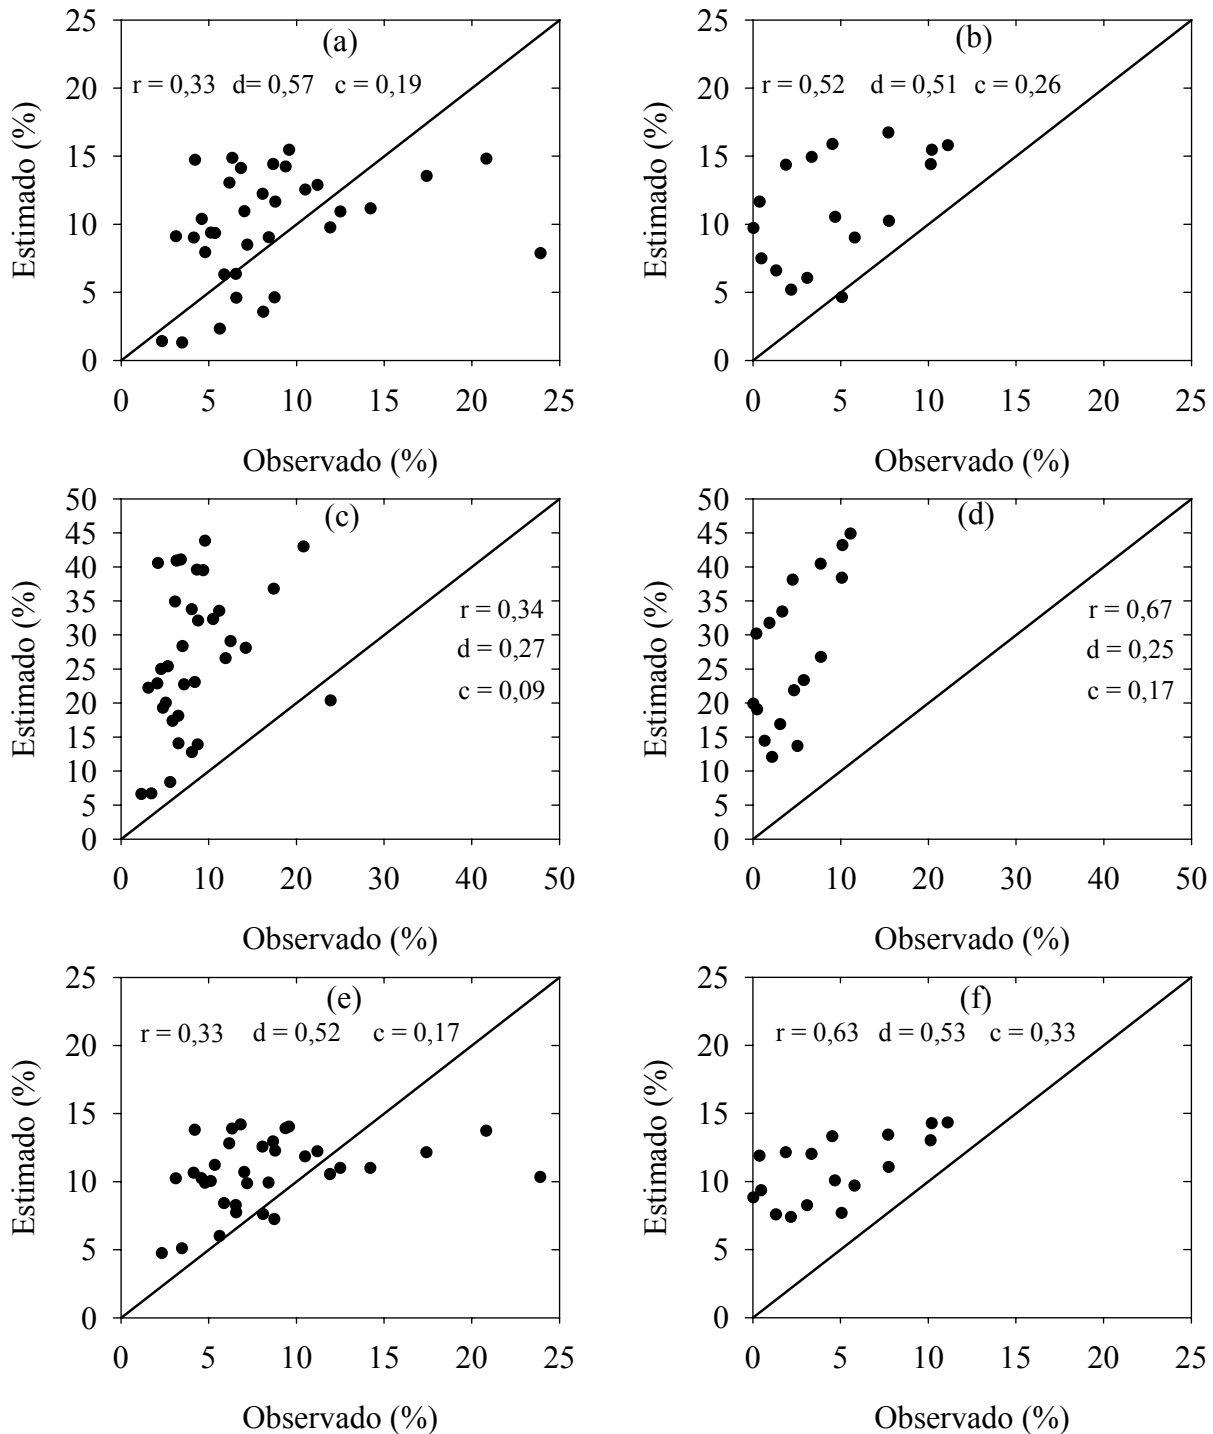 (a)
r = 0,33 d= 0,57 c = 0,19
25
20
15
10
5
0
Estimado (%)
0 5 10 15 20 25
Observado (%)
(b)
r = 0,52 d = 0,51 c = 0,26
25
20
15
10
5
0
Estimado (%)
0 5 10 15 20 25
Observado (%)
(c)
r = 0,34
d = 0,27
c = 0,09
50
45
40
35
30
25
20
15
10
5
0
Estimado (%)
0 10 20 30 40 50
Observado (%)
(d)
r = 0,67
d = 0,25
c = 0,17
50
45
40
35
30
25
20
15
10
5
0
Estimado (%)
0 10 20 30 40 50
Observado (%)
(e)
r = 0,33 d = 0,52 c = 0,17
25
20
15
10
5
0
Estimado (%)
0 5 10 15 20 25
Observado (%)
(f)
r = 0,63 d = 0,53 c = 0,33
25
20
15
10
5
0
Estimado (%)
0 5 10 15 20 25
Observado (%)